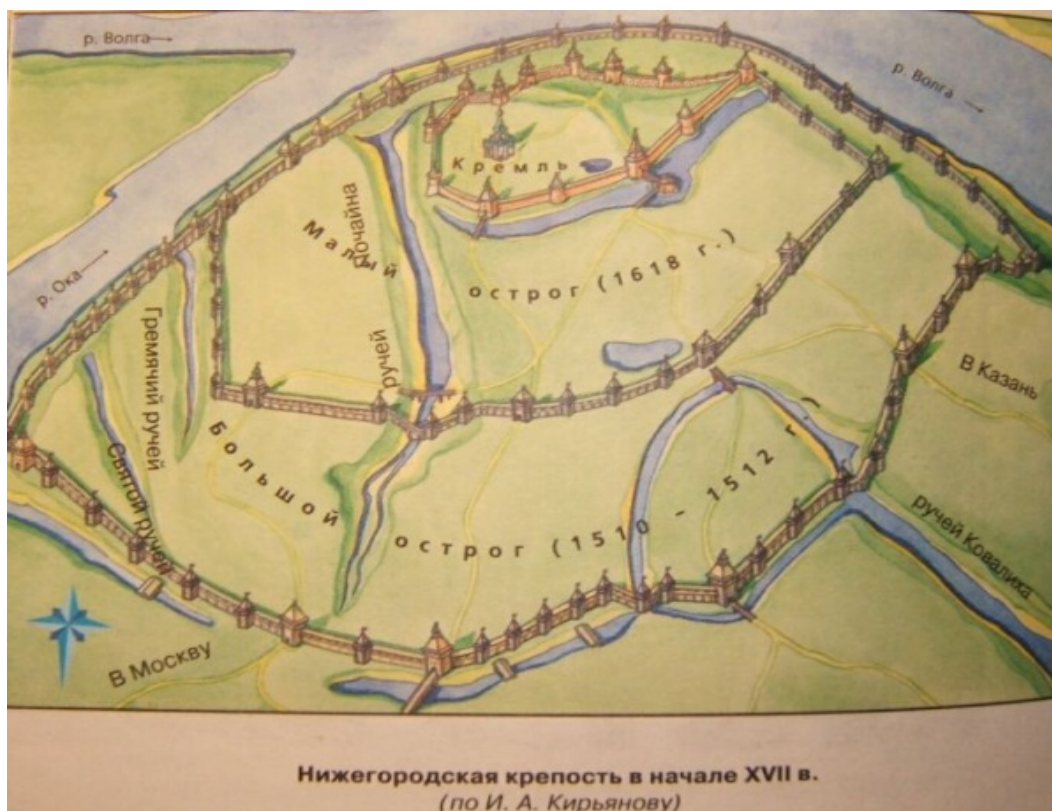 р. Волга
р. Волга
Кремль
Почайна
Малый
острог (1618 г.)
р. Ока
Гремячий ручей
ручей
В Казань
Большой
острог (1510 - 1512 г.)
Святой ручей
ручей Ковалиха
В Москву
Нижегородская крепость в начале XVII в.
(по И. А. Кирьянову)